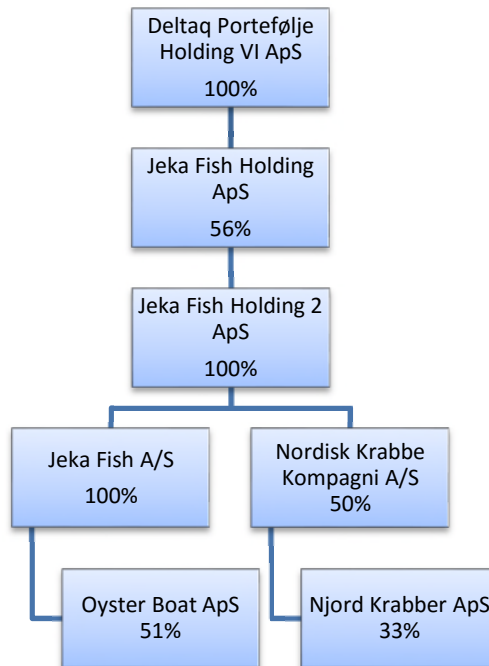 Deltaq Portefølje
Holding VI ApS
100%
Jeka Fish Holding
ApS
56%
Jeka Fish Holding 2
ApS
100%
Jeka Fish A/S
100%
Nordisk Krabbe
Kompagni A/S
50%
Oyster Boat ApS
51%
Njord Krabber ApS
33%